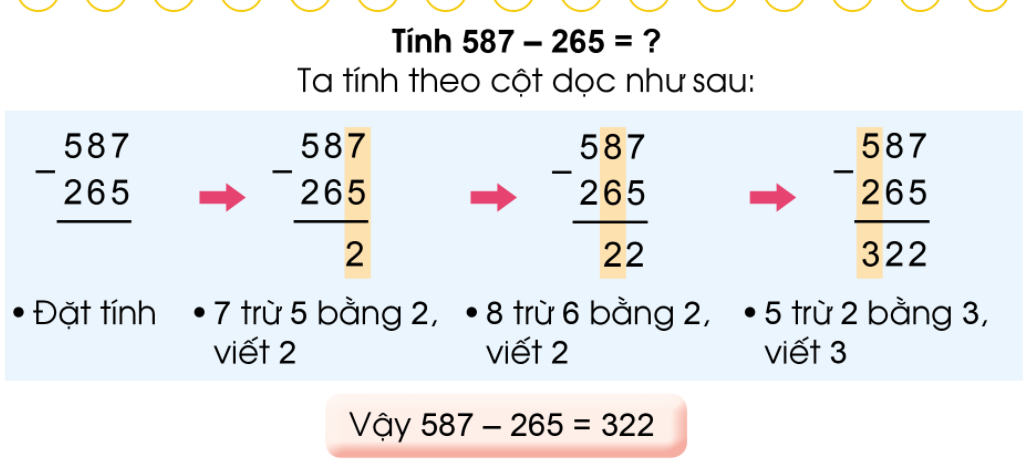 Tính 587 – 265 = ?
Ta tính theo cột dọc như sau:
587 587 587 587
– – – –
265 265 265 265
2 22 322
• Đặt tính • 7 trừ 5 bằng 2, • 8 trừ 6 bằng 2, • 5 trừ 2 bằng 3,
viết 2 viết 2 viết 3
Vậy 587 – 265 = 322